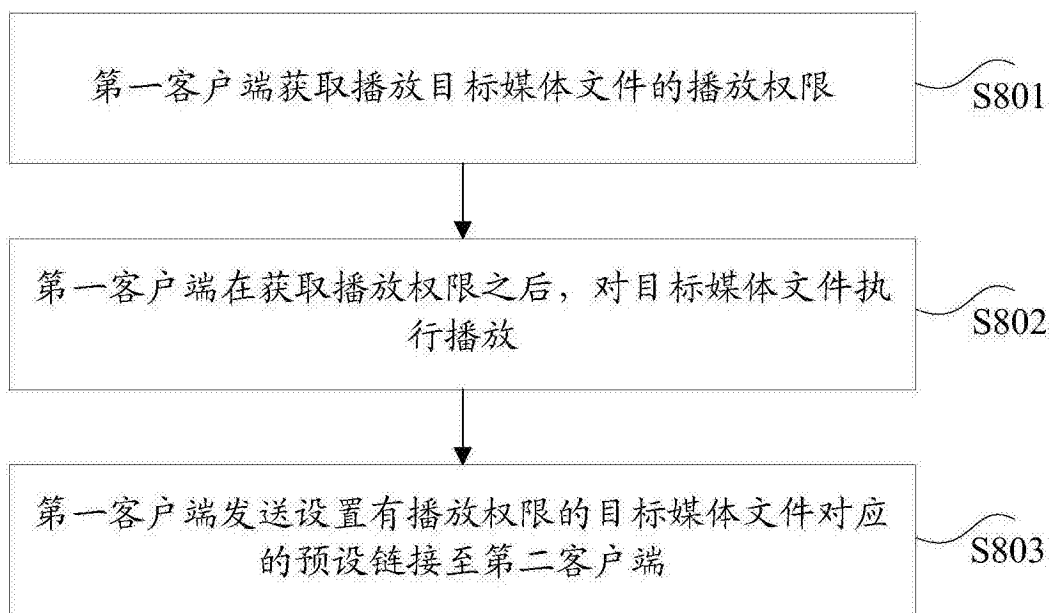 第一客户端获取播放目标媒体文件的播放权限
S801
第一客户端在获取播放权限之后，对目标媒体文件执
行播放
S802
第一客户端发送设置有播放权限的目标媒体文件对应
的预设链接至第二客户端
S803